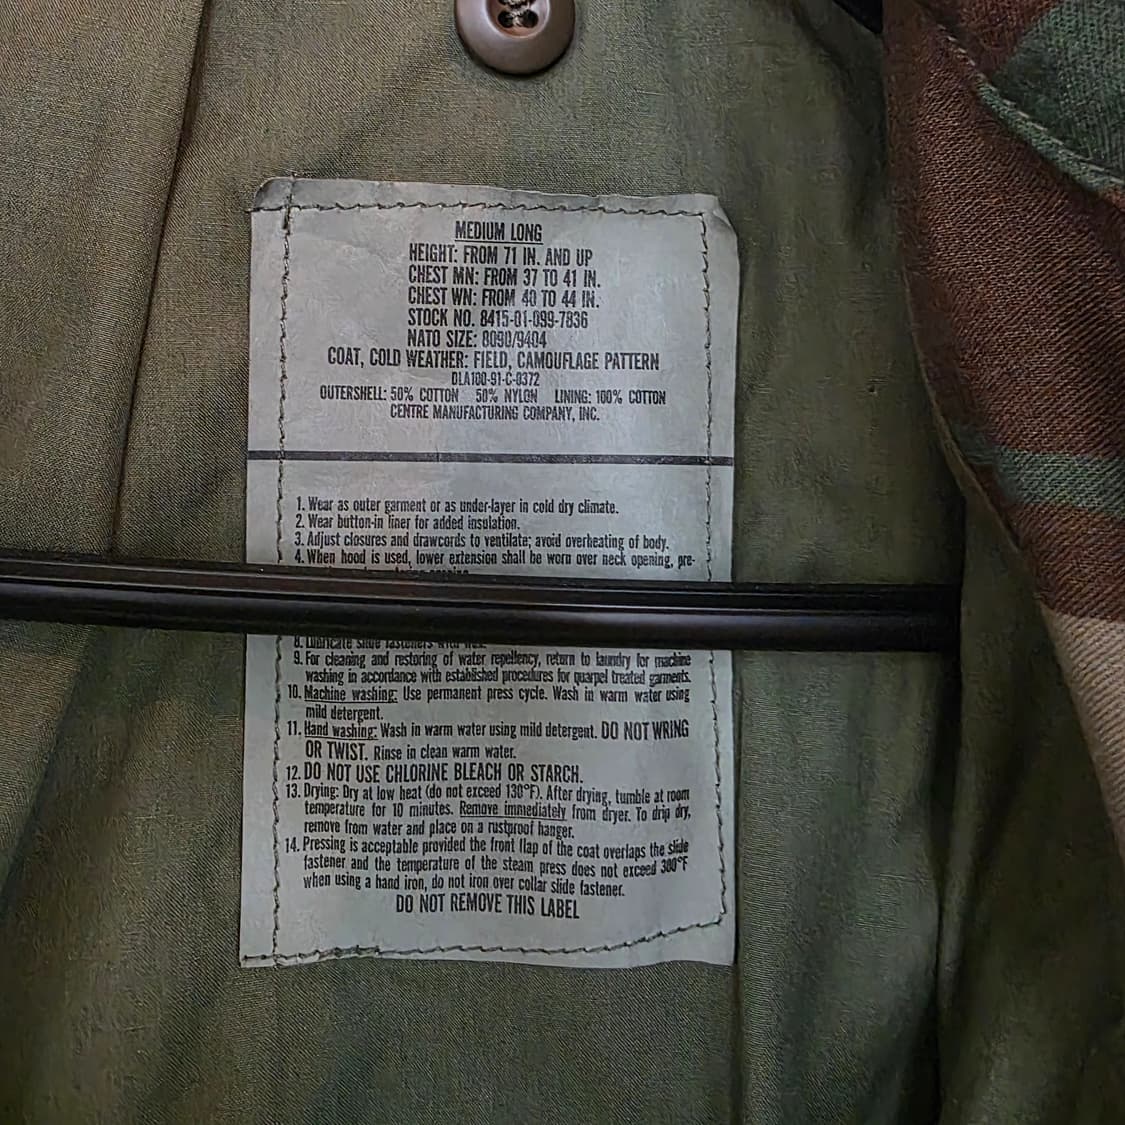 MEDIUM LONG
HEIGHT: FROM 71 IN. AND UP
CHEST MN: FROM 37 TO 41 IN.
CHEST WN: FROM 40 TO 44 IN.
STOCK NO. 8415-01-099-7836
NATO SIZE: 8090/9404
COAT, COLD WEATHER: FIELD, CAMOUFLAGE PATTERN
DLA100-91-C-0372
OUTERSHELL: 50% COTTON 50% NYLON LINING: 100% COTTON
CENTRE MANUFACTURING COMPANY, INC.
1. Wear as outer garment or as under-layer in cold dry climate.
2. Wear button-in liner for added insulation.
3. Adjust closures and drawcords to ventilate; avoid overheating of body.
4. When hood is used, lower extension shall be worn over neck opening, pre-
8. Lubricate slide fasteners with wax.
9. For cleaning and restoring of water repellency, return to laundry for machine
washing in accordance with established procedures for quarpel treated garments.
10. Machine washing: Use permanent press cycle. Wash in warm water using
mild detergent.
11. Hand washing: Wash in warm water using mild detergent. DO NOT WRING
OR TWIST. Rinse in clean warm water.
12. DO NOT USE CHLORINE BLEACH OR STARCH.
13. Drying: Dry at low heat (do not exceed 130°F). After drying, tumble at room
temperature for 10 minutes. Remove immediately from dryer. To drip dry,
remove from water and place on a rustproof hanger.
14. Pressing is acceptable provided the front flap of the coat overlaps the slide
fastener and the temperature of the steam press does not exceed 300°F
when using a hand iron, do not iron over collar slide fastener.
DO NOT REMOVE THIS LABEL